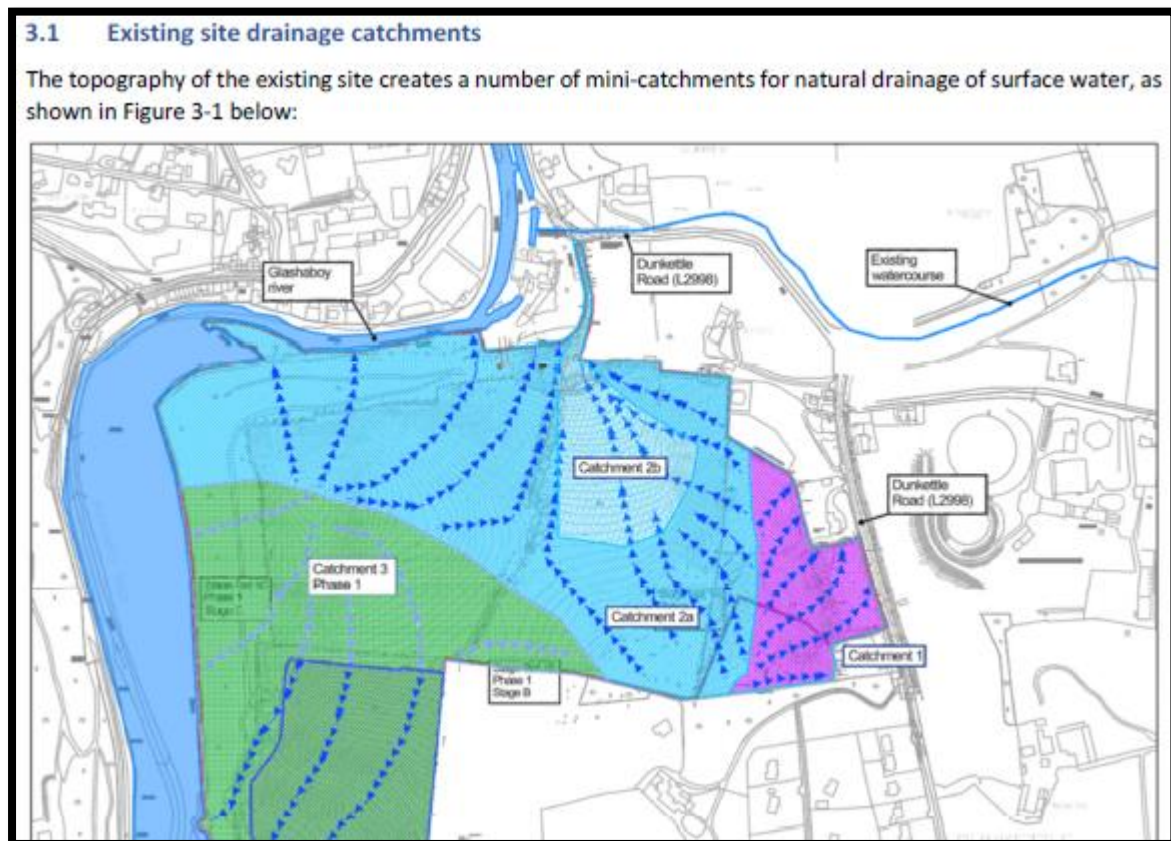 3.1 Existing site drainage catchments
The topography of the existing site creates a number of mini-catchments for natural drainage of surface water, as
shown in Figure 3-1 below:
Glashaboy
river
Dunkettle
Road (L2998)
Existing
watercourse
Catchment 2b
Dunkettle
Road (L2998)
Catchment 3
Phase 1
Phase 1
Catchment 2a
Catchment 1
Phase 1
Stage B